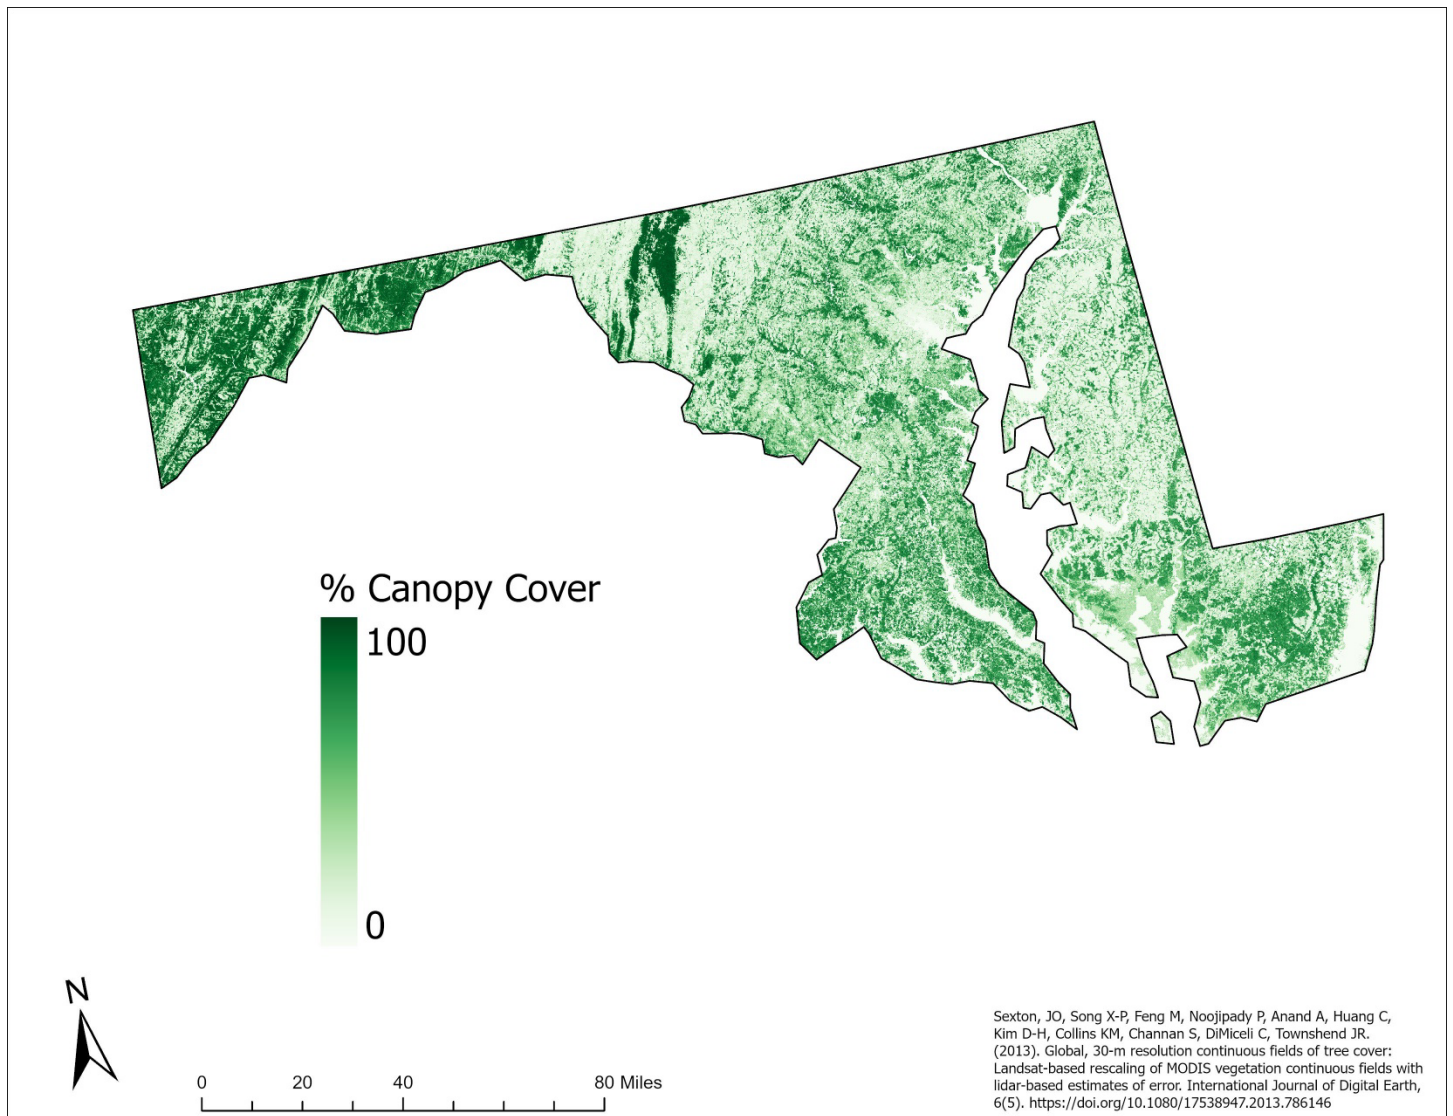 % Canopy Cover
100
0
N
0 20 40 80 Miles
Sexton, JO, Song X-P, Feng M, Noojipady P, Anand A, Huang C,
Kim D-H, Collins KM, Channan S, DiMiceli C, Townshend JR.
(2013). Global, 30-m resolution continuous fields of tree cover:
Landsat-based rescaling of MODIS vegetation continuous fields with
lidar-based estimates of error. International Journal of Digital Earth,
6(5). https://doi.org/10.1080/17538947.2013.786146